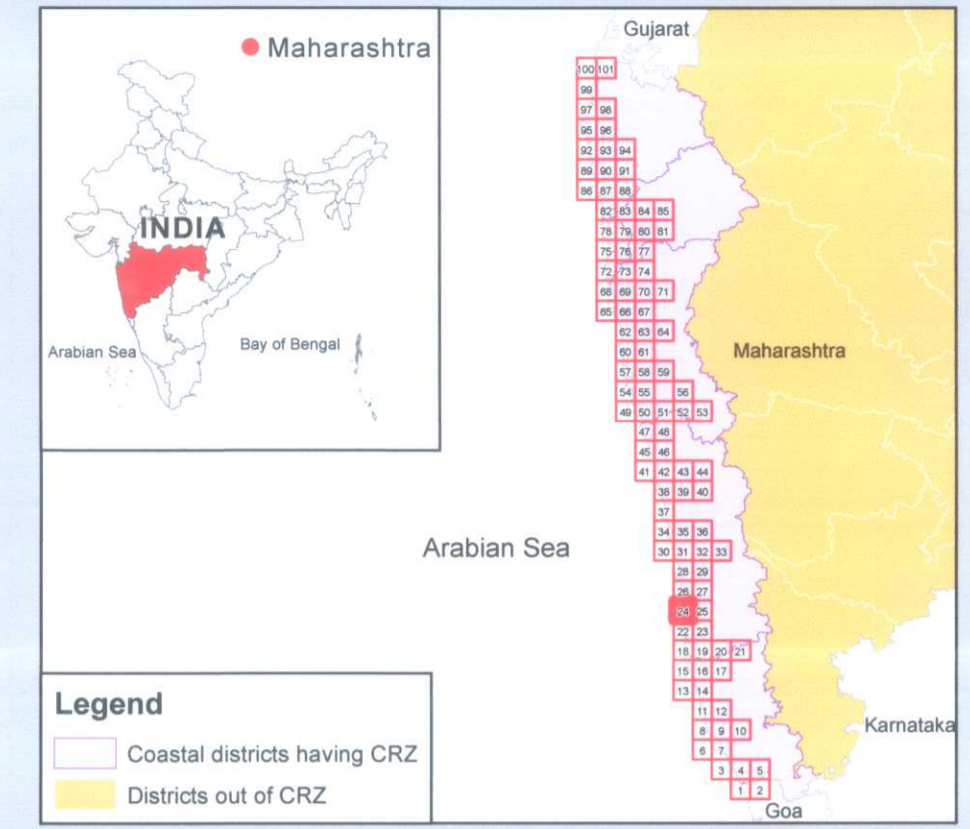 Maharashtra
INDIA
Arabian Sea
Bay of Bengal
Gujarat
100 101
99
97 98
95 96
92 93 94
89 90 91
86 87 88
82 83 84 85
78 79 80 81
75 76 77
72 73 74
68 69 70 71
65 66 67
62 63 64
60 61
57 58 59
54 55 56
49 50 51 52 53
47 48
45 46
41 42 43 44
38 39 40
37
34 35 36
30 31 32 33
28 29
26 27
24 25
22 23
18 19 20 21
15 16 17
13 14
11 12
8 9 10
6 7
3 4 5
1 2
Maharashtra
Arabian Sea
Karnataka
Goa
Legend
Coastal districts having CRZ
Districts out of CRZ